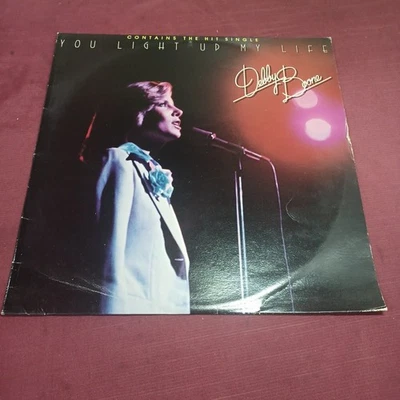 CONTAINS THE HIT SINGLE
YOU LIGHT UP MY LIFE
Debby Boone